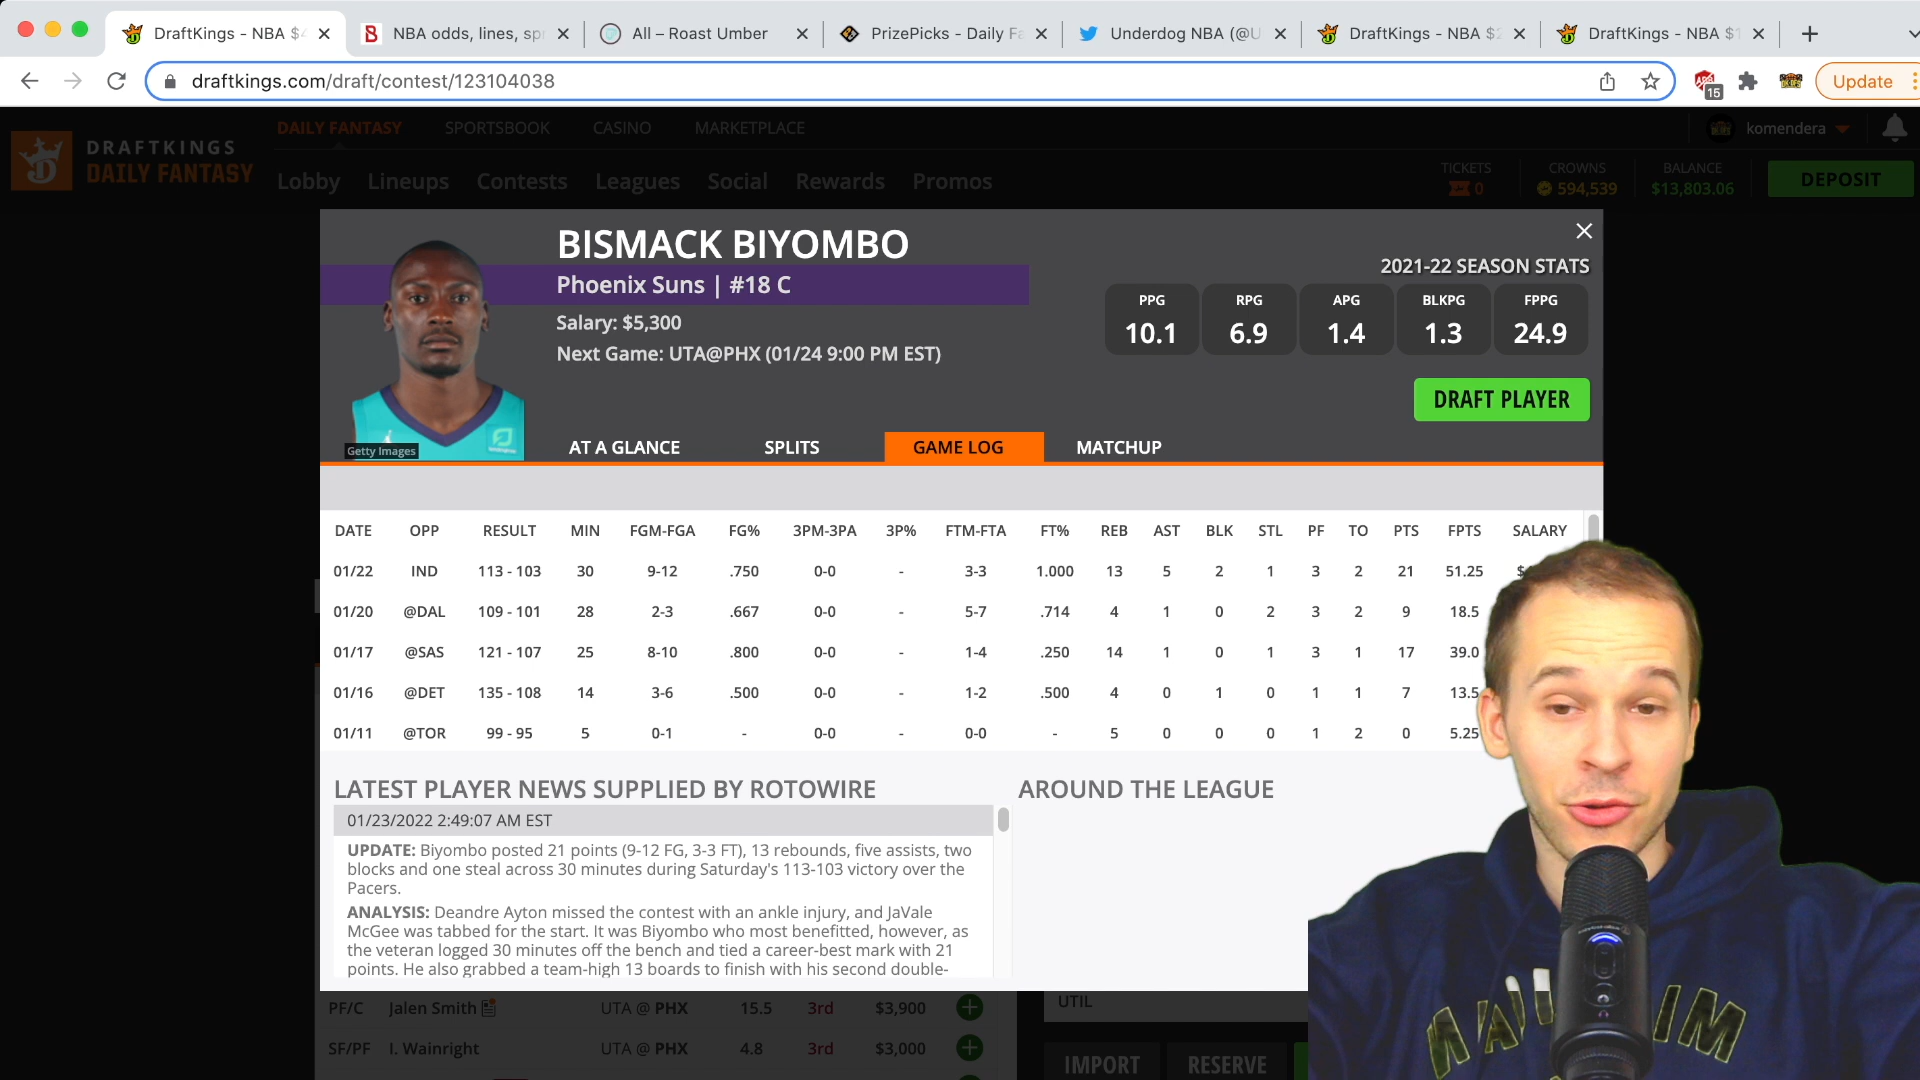 DraftKings - NBA $
NBA odds, lines, sp
All – Roast Umber
PrizePicks - Daily Fa
Underdog NBA (@U
DraftKings - NBA $
DraftKings - NBA $
draftkings.com/draft/contest/123104038
15
Update
DRAFTKINGS
DAILY FANTASY
DAILY FANTASY SPORTSBOOK CASINO MARKETPLACE
komendera
Lobby Lineups Contests Leagues Social Rewards Promos
TICKETS
0
CROWNS
594,539
BALANCE
$13,803.06
DEPOSIT
BISMACK BIYOMBO
Phoenix Suns | #18 C
Salary: $5,300
Next Game: UTA@PHX (01/24 9:00 PM EST)
Getty Images
2021-22 SEASON STATS
PPG RPG APG BLKPG FPPG
10.1 6.9 1.4 1.3 24.9
DRAFT PLAYER
AT A GLANCE SPLITS GAME LOG MATCHUP
DATE OPP RESULT MIN FGM-FGA FG% 3PM-3PA 3P% FTM-FTA FT% REB AST BLK STL PF TO PTS FPTS SALARY
01/22 IND 113 - 103 30 9-12 .750 0-0 - 3-3 1.000 13 5 2 1 3 2 21 51.25 $
01/20 @DAL 109 - 101 28 2-3 .667 0-0 - 5-7 .714 4 1 0 2 3 2 9 18.5
01/17 @SAS 121 - 107 25 8-10 .800 0-0 - 1-4 .250 14 1 0 1 3 1 17 39.0
01/16 @DET 135 - 108 14 3-6 .500 0-0 - 1-2 .500 4 0 1 0 1 1 7 13.5
01/11 @TOR 99 - 95 5 0-1 - 0-0 - 0-0 - 5 0 0 0 1 2 0 5.25
LATEST PLAYER NEWS SUPPLIED BY ROTOWIRE
AROUND THE LEAGUE
01/23/2022 2:49:07 AM EST
UPDATE: Biyombo posted 21 points (9-12 FG, 3-3 FT), 13 rebounds, five assists, two
blocks and one steal across 30 minutes during Saturday's 113-103 victory over the
Pacers.
ANALYSIS: Deandre Ayton missed the contest with an ankle injury, and JaVale
McGee was tabbed for the start. It was Biyombo who most benefitted, however, as
the veteran logged 30 minutes off the bench and tied a career-best mark with 21
points. He also grabbed a team-high 13 boards to finish with his second double-
PF/C Jalen Smith UTA @ PHX 15.5 3rd $3,900
SF/PF I. Wainright UTA @ PHX 4.8 3rd $3,000
UTIL
IMPORT RESERVE